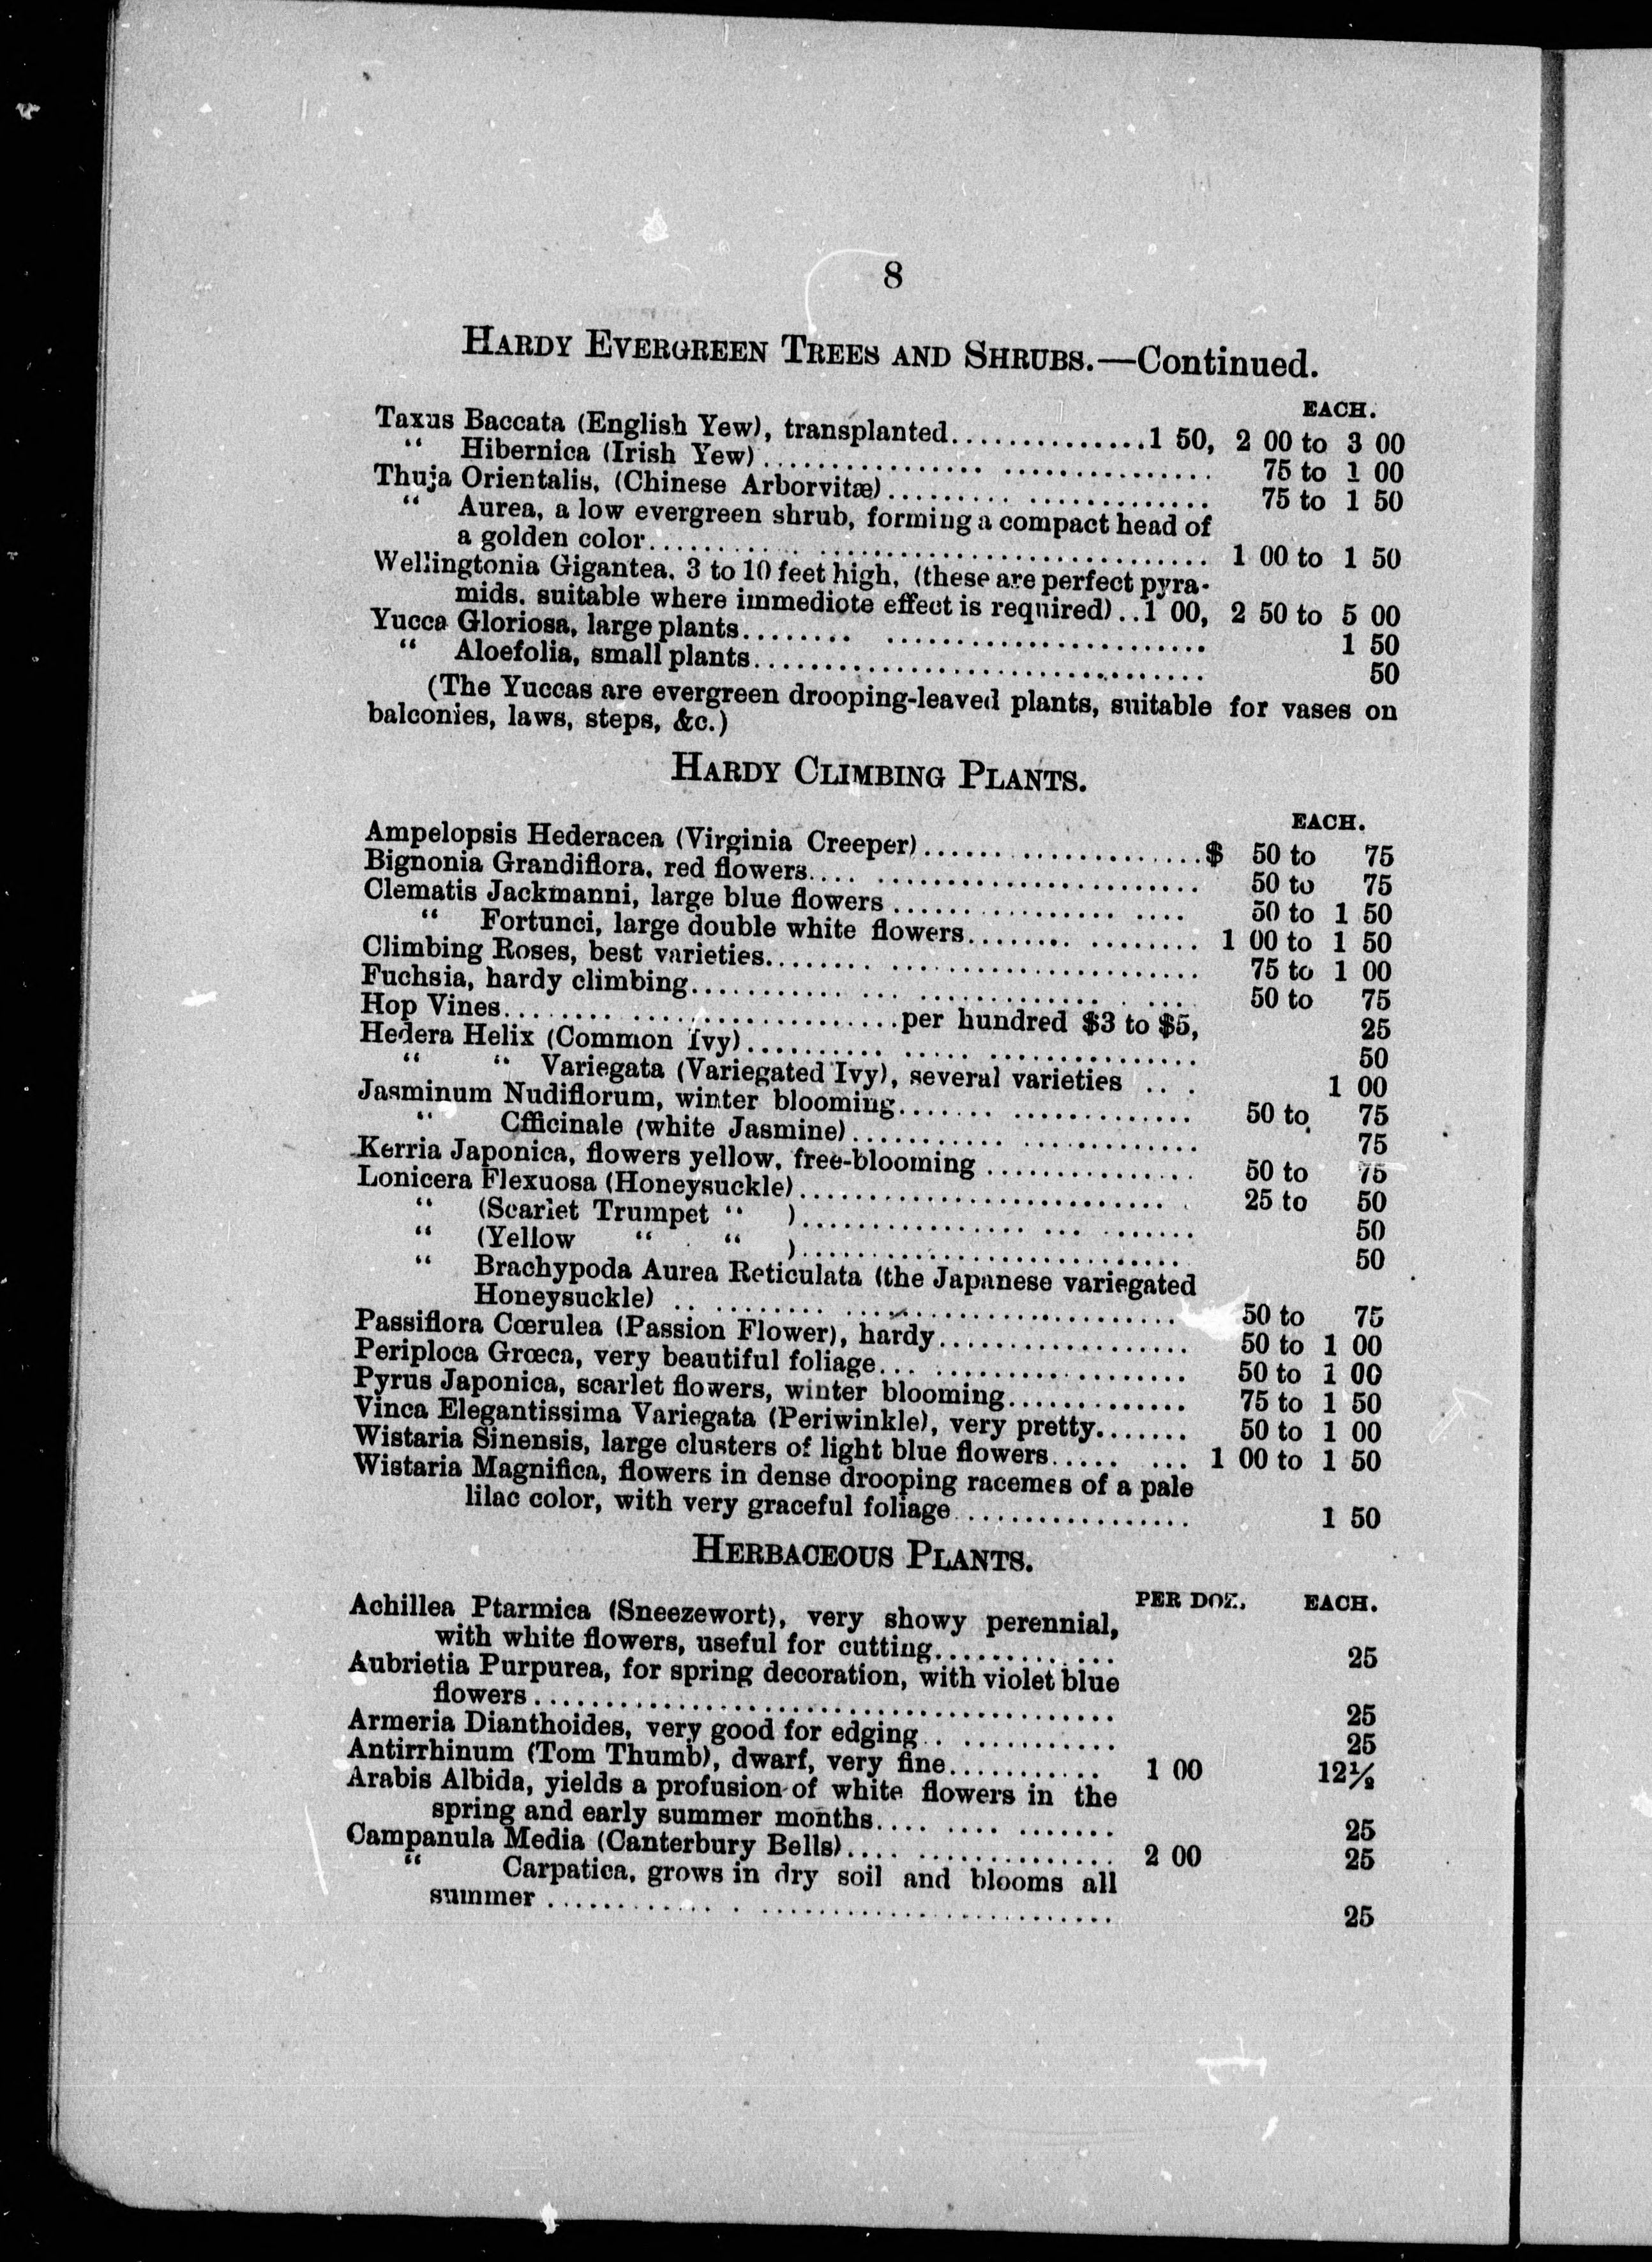 8
HARDY EVERGREEN TREES AND SHRUBS.—Continued.
EACH.
Taxus Baccata (English Yew), transplanted...............1 50, 2 00 to 3 00
“ Hibernica (Irish Yew)............................... 75 to 1 00
Thuja Orientalis, (Chinese Arborvitæ)...................... 75 to 1 50
“ Aurea, a low evergreen shrub, forming a compact head of
a golden color....................................... 1 00 to 1 50
Wellingtonia Gigantea, 3 to 10 feet high, (these are perfect pyra-
mids, suitable where immediote effect is required)..1 00, 2 50 to 5 00
Yucca Gloriosa, large plants............................... 1 50
“ Aloefolia, small plants............................... 50
(The Yuccas are evergreen drooping-leaved plants, suitable for vases on
balconies, laws, steps, &c.)
HARDY CLIMBING PLANTS.
EACH.
Ampelopsis Hederacea (Virginia Creeper)....................$ 50 to 75
Bignonia Grandiflora, red flowers........................... 50 to 75
Clematis Jackmanni, large blue flowers..................... 50 to 1 50
“ Fortunci, large double white flowers................ 1 00 to 1 50
Climbing Roses, best varieties.............................. 75 to 1 00
Fuchsia, hardy climbing.................................... 50 to 75
Hop Vines.............................per hundred $3 to $5, 25
Hedera Helix (Common Ivy)................................ 50
“ “ Variegata (Variegated Ivy), several varieties .... 1 00
Jasminum Nudiflorum, winter blooming.................... 50 to 75
“ Cfficinale (white Jasmine)........................ 75
Kerria Japonica, flowers yellow, free-blooming ............... 50 to 75
Lonicera Flexuosa (Honeysuckle)........................... 25 to 50
“ (Scarlet Trumpet “ )........................... 50
“ (Yellow “ “ )........................... 50
“ Brachypoda Aurea Reticulata (the Japanese variegated
Honeysuckle) ................................... 50 to 75
Passiflora Cœrulea (Passion Flower), hardy.................. 50 to 1 00
Periploca Grœca, very beautiful foliage...................... 50 to 1 00
Pyrus Japonica, scarlet flowers, winter blooming............. 75 to 1 50
Vinca Elegantissima Variegata (Periwinkle), very pretty....... 50 to 1 00
Wistaria Sinensis, large clusters of light blue flowers......... 1 00 to 1 50
Wistaria Magnifica, flowers in dense drooping racemes of a pale
lilac color, with very graceful foliage................. 1 50
HERBACEOUS PLANTS.
PER DOZ. EACH.
Achillea Ptarmica (Sneezewort), very showy perennial,
with white flowers, useful for cutting............. 25
Aubrietia Purpurea, for spring decoration, with violet blue
flowers......................................... 25
Armeria Dianthoides, very good for edging.............. 25
Antirrhinum (Tom Thumb), dwarf, very fine........... 1 00 12½
Arabis Albida, yields a profusion of white flowers in the
spring and early summer months................. 25
Campanula Media (Canterbury Bells)................... 2 00 25
“ Carpatica, grows in dry soil and blooms all
summer ........................................ 25